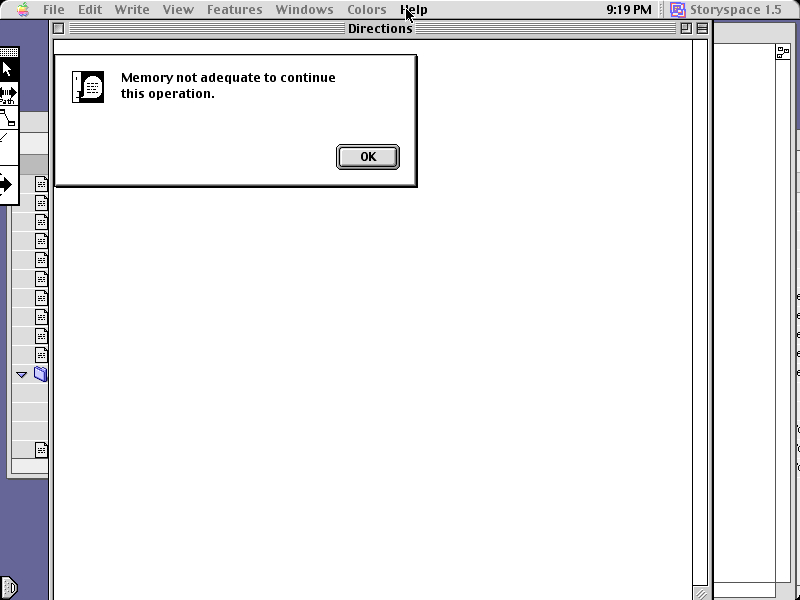 File Edit Write View Features Windows Colors Help 9:19 PM Storyspace 1.5
Directions
Memory not adequate to continue
this operation.
OK
Path